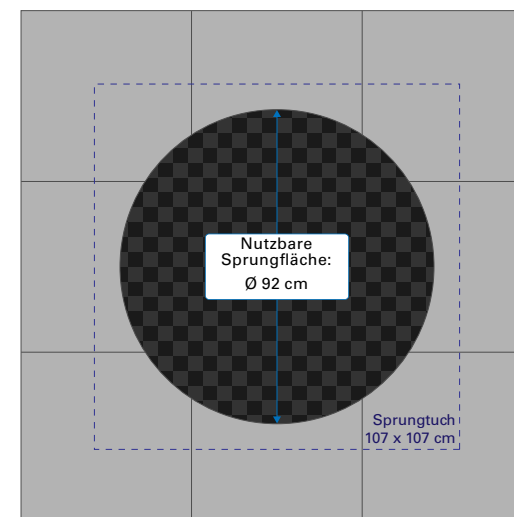 Nutzbare
Sprungfläche:
Ø 92 cm
Sprungtuch
107 x 107 cm